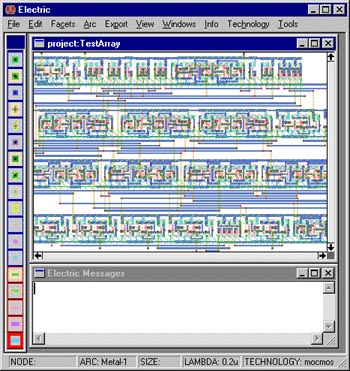 Electric
File Edit Facets Arc Export View Windows Info Technology Tools
project:TestArray
Electric Messages
NODE: ARC: Metal-1 SIZE: LAMBDA: 0.2u TECHNOLOGY: mocmos